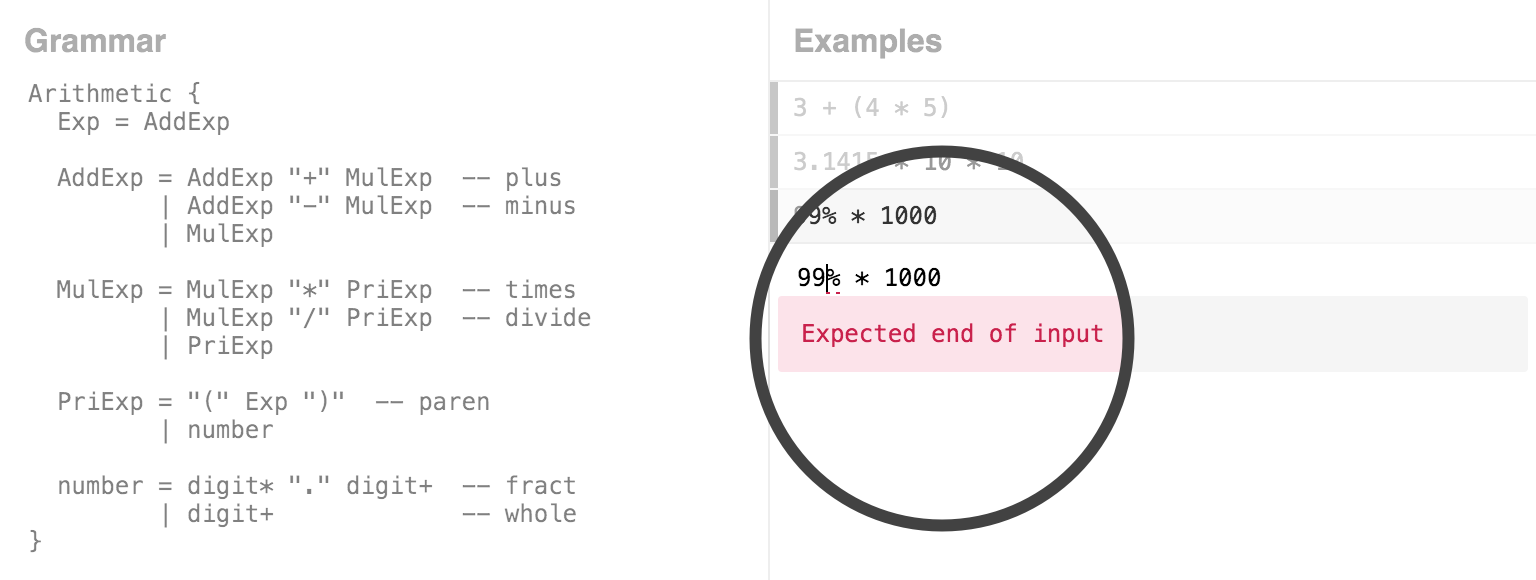 Grammar
Arithmetic {
  Exp = AddExp

  AddExp = AddExp "+" MulExp  -- plus
         | AddExp "-" MulExp  -- minus
         | MulExp

  MulExp = MulExp "*" PriExp  -- times
         | MulExp "/" PriExp  -- divide
         | PriExp

  PriExp = "(" Exp ")"  -- paren
         | number

  number = digit* "." digit+  -- fract
         | digit+             -- whole
}
Examples
3 + (4 * 5)
3.1415 * 10 * 10
99% * 1000
99% * 1000
Expected end of input